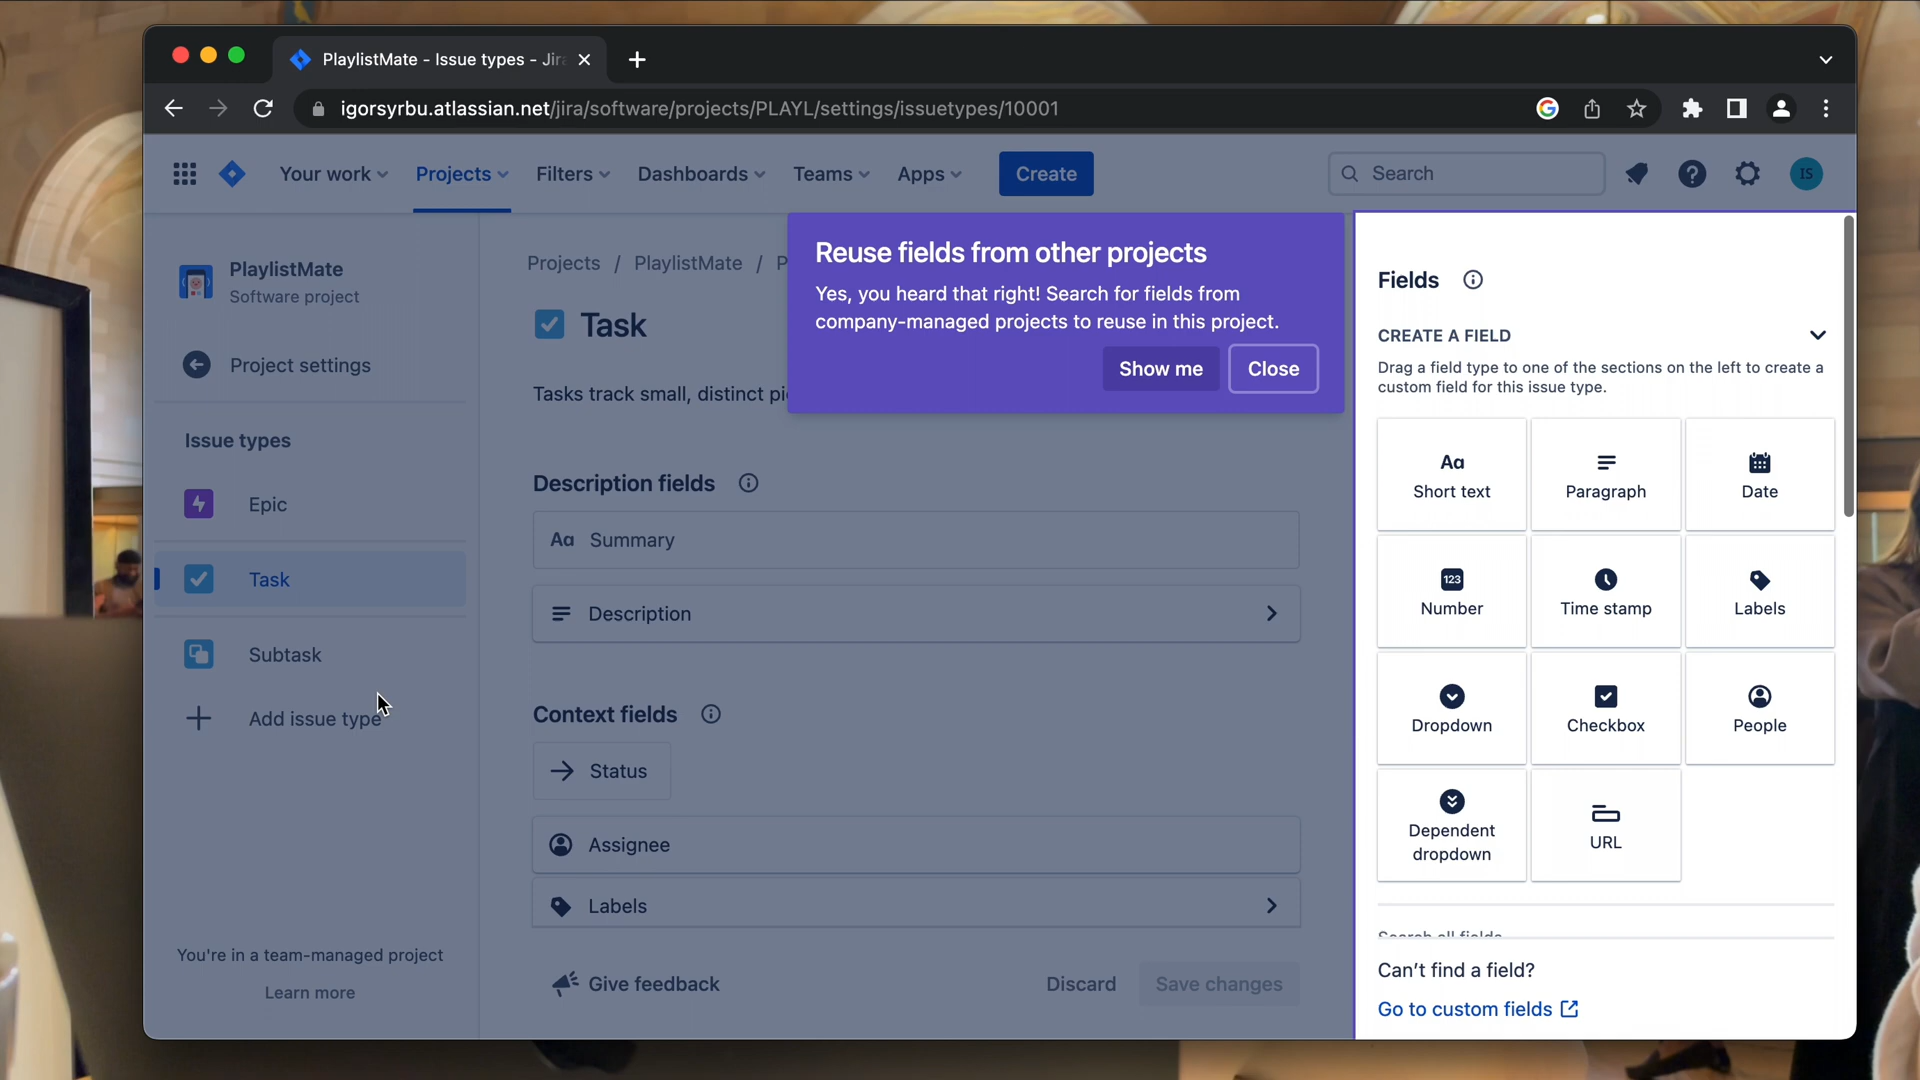 PlaylistMate - Issue types - Jira
igorsyrbu.atlassian.net/jira/software/projects/PLAYL/settings/issuetypes/10001
Your work
Projects
Filters
Dashboards
Teams
Apps
Create
Search
IS
PlaylistMate
Software project
Project settings
Issue types
Epic
Task
Subtask
Add issue type
You're in a team-managed project
Learn more
Projects / PlaylistMate / P
Task
Tasks track small, distinct pi
Description fields
Aa Summary
Description
Context fields
Status
Assignee
Labels
Give feedback
Discard
Save changes
Reuse fields from other projects
Yes, you heard that right! Search for fields from
company-managed projects to reuse in this project.
Show me
Close
Fields
CREATE A FIELD
Drag a field type to one of the sections on the left to create a
custom field for this issue type.
Aa
Short text
Paragraph
Date
123
Number
Time stamp
Labels
Dropdown
Checkbox
People
Dependent
dropdown
URL
Search all fields
Can't find a field?
Go to custom fields